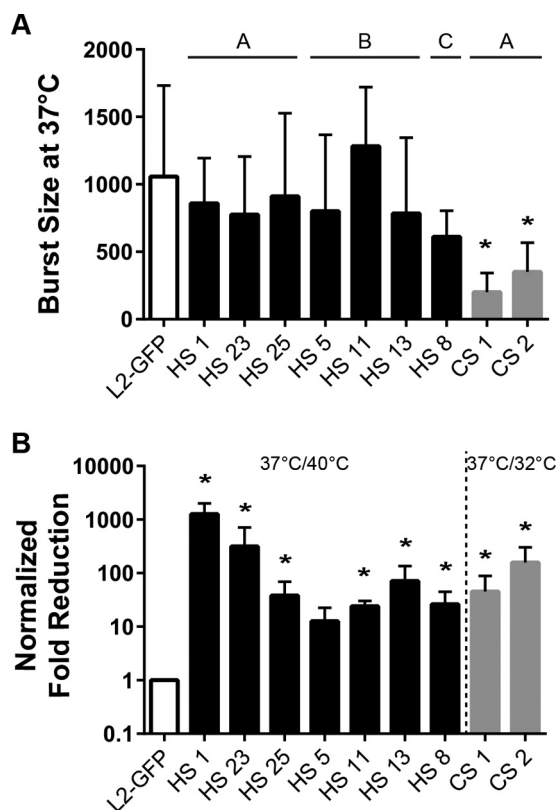 A
A B C A
Burst Size at 37°C
2000
1500
1000
500
0
* *
L2-GFP HS 1 HS 23 HS 25 HS 5 HS 11 HS 13 HS 8 CS 1 CS 2
B
37°C/40°C 37°C/32°C
Normalized
Fold Reduction
10000
1000
100
10
1
0.1
* * * * * * * *
L2-GFP HS 1 HS 23 HS 25 HS 5 HS 11 HS 13 HS 8 CS 1 CS 2